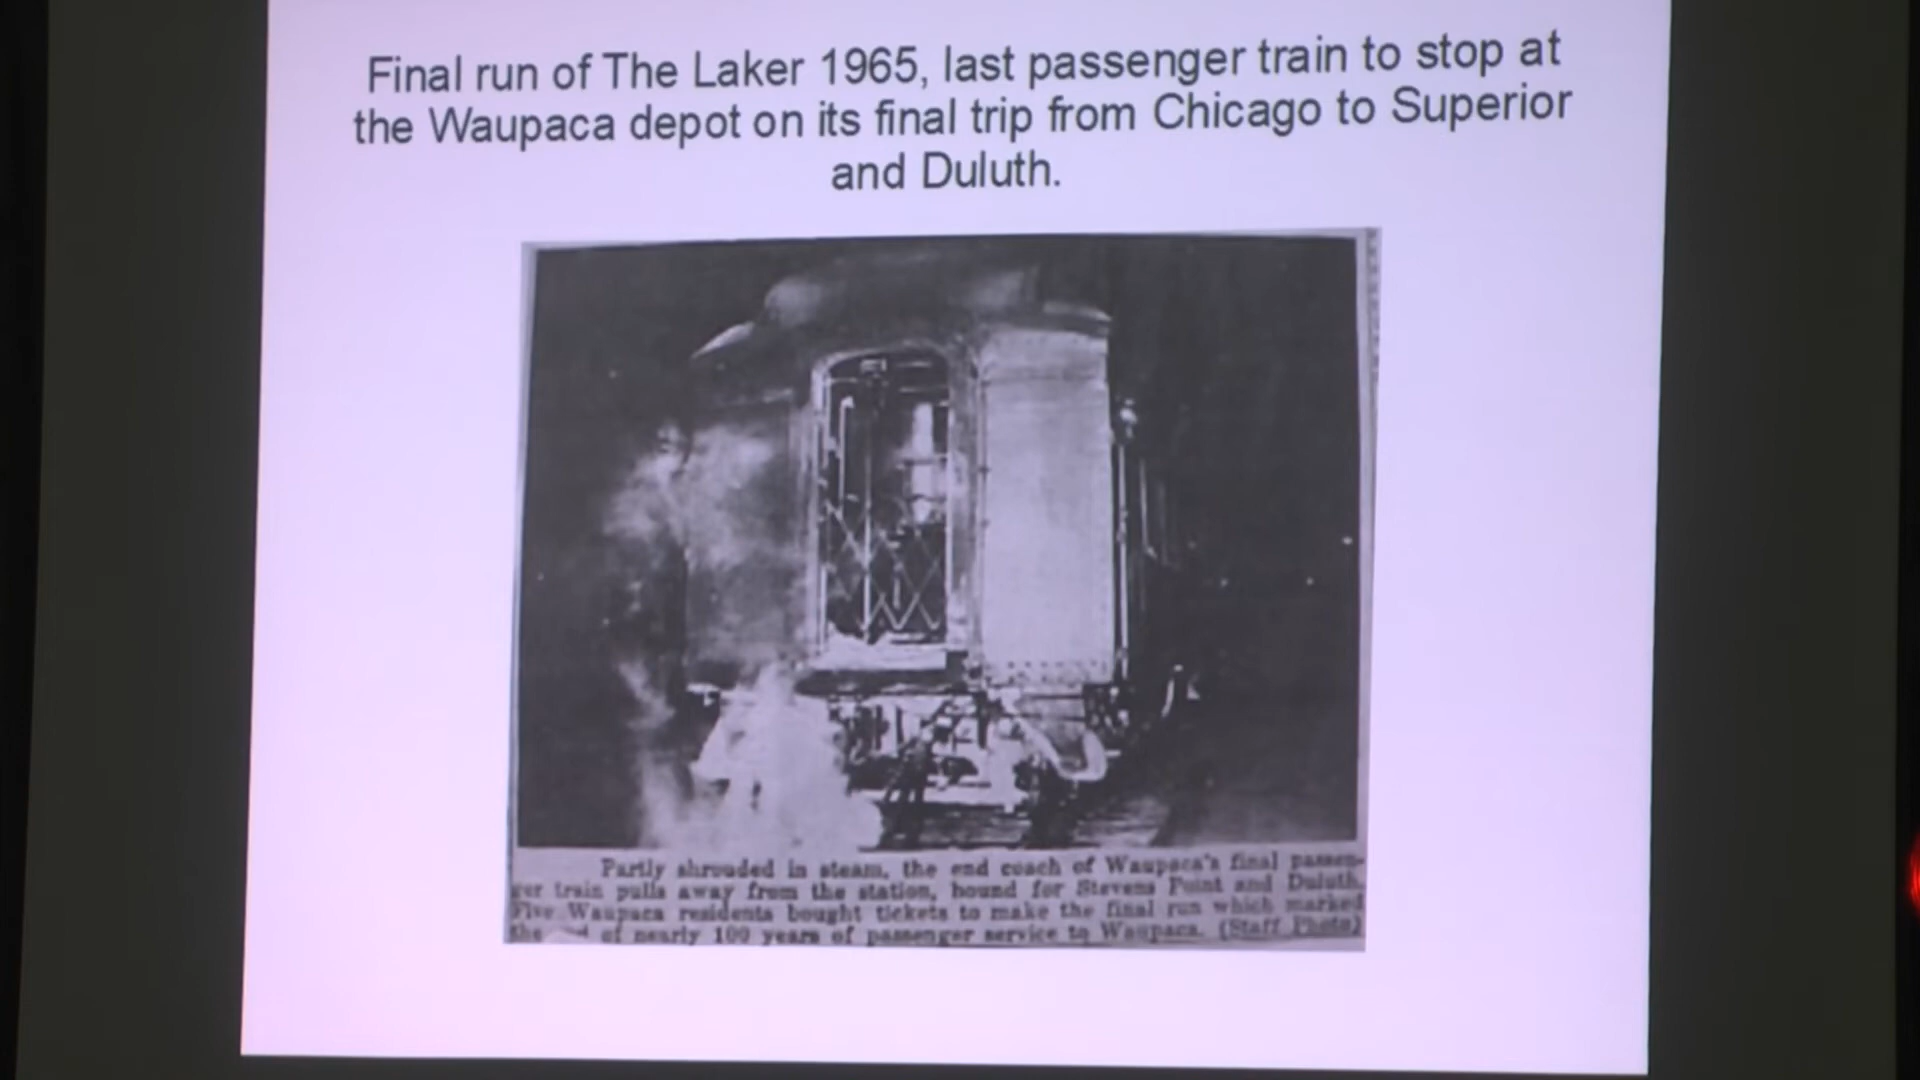 Final run of The Laker 1965, last passenger train to stop at
the Waupaca depot on its final trip from Chicago to Superior
and Duluth.
Partly shrouded in steam, the end coach of Waupaca's final passen-
ger train pulls away from the station, bound for Stevens Point and Duluth.
Five Waupaca residents bought tickets to make the final run which marked
the end of nearly 100 years of passenger service to Waupaca. (Staff Photo)